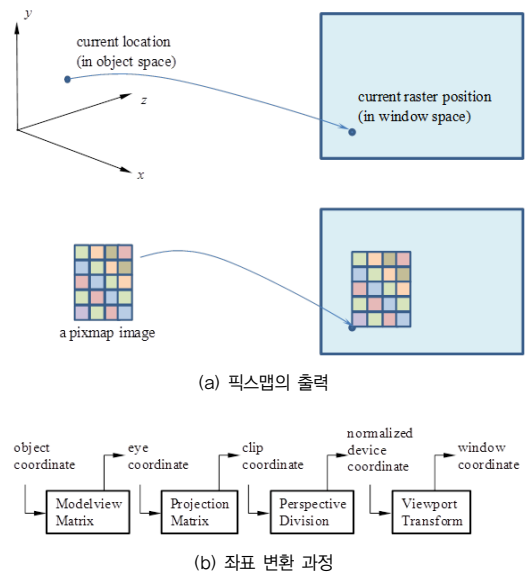 y
current location
(in object space)
z
x
current raster position
(in window space)
a pixmap image
(a) 픽스맵의 출력
object
coordinate
eye
coordinate
clip
coordinate
normalized
device
coordinate
window
coordinate
Modelview
Matrix
Projection
Matrix
Perspective
Division
Viewport
Transform
(b) 좌표 변환 과정